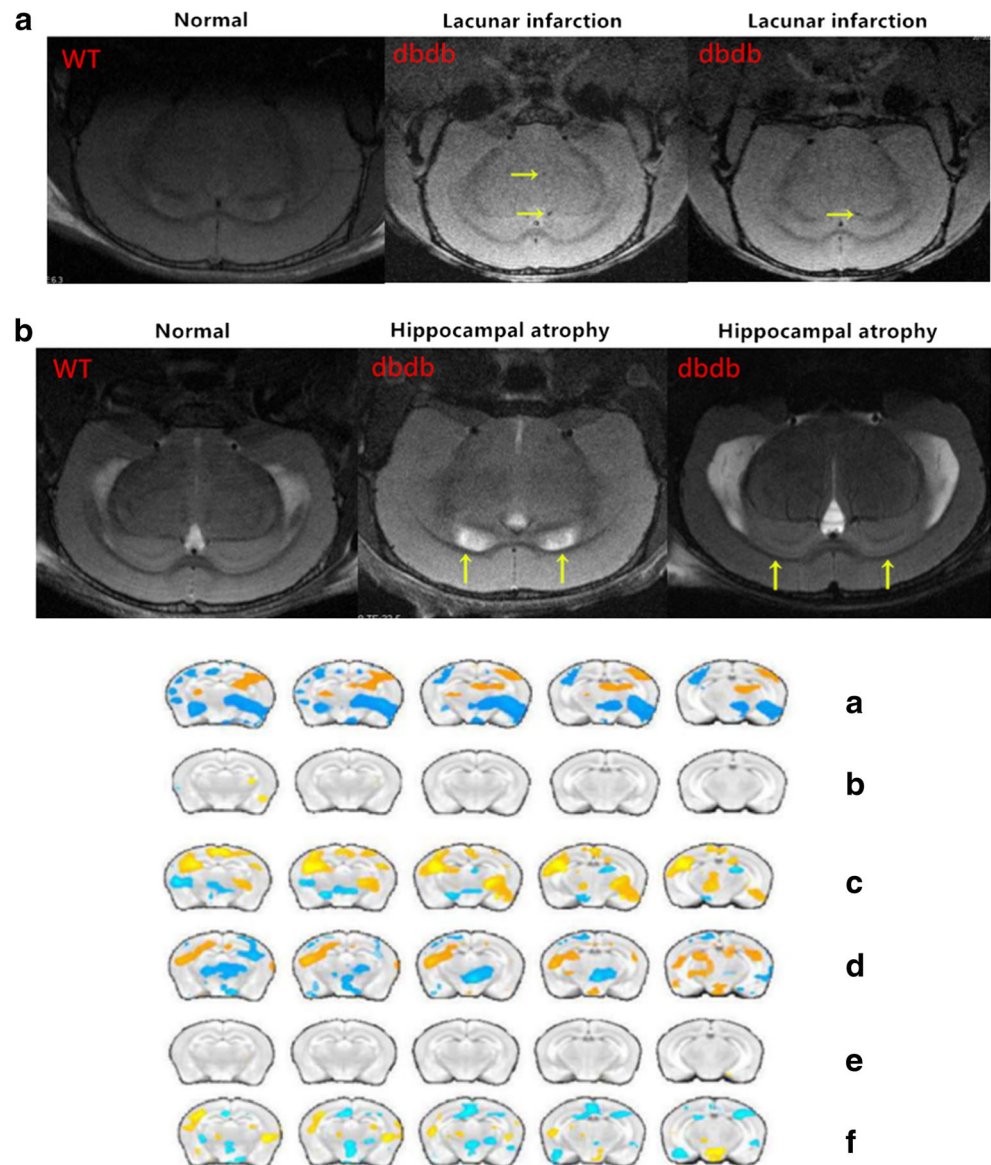 a
Normal Lacunar infarction Lacunar infarction
WT dbdb dbdb
b
Normal Hippocampal atrophy Hippocampal atrophy
WT dbdb dbdb
a
b
c
d
e
f